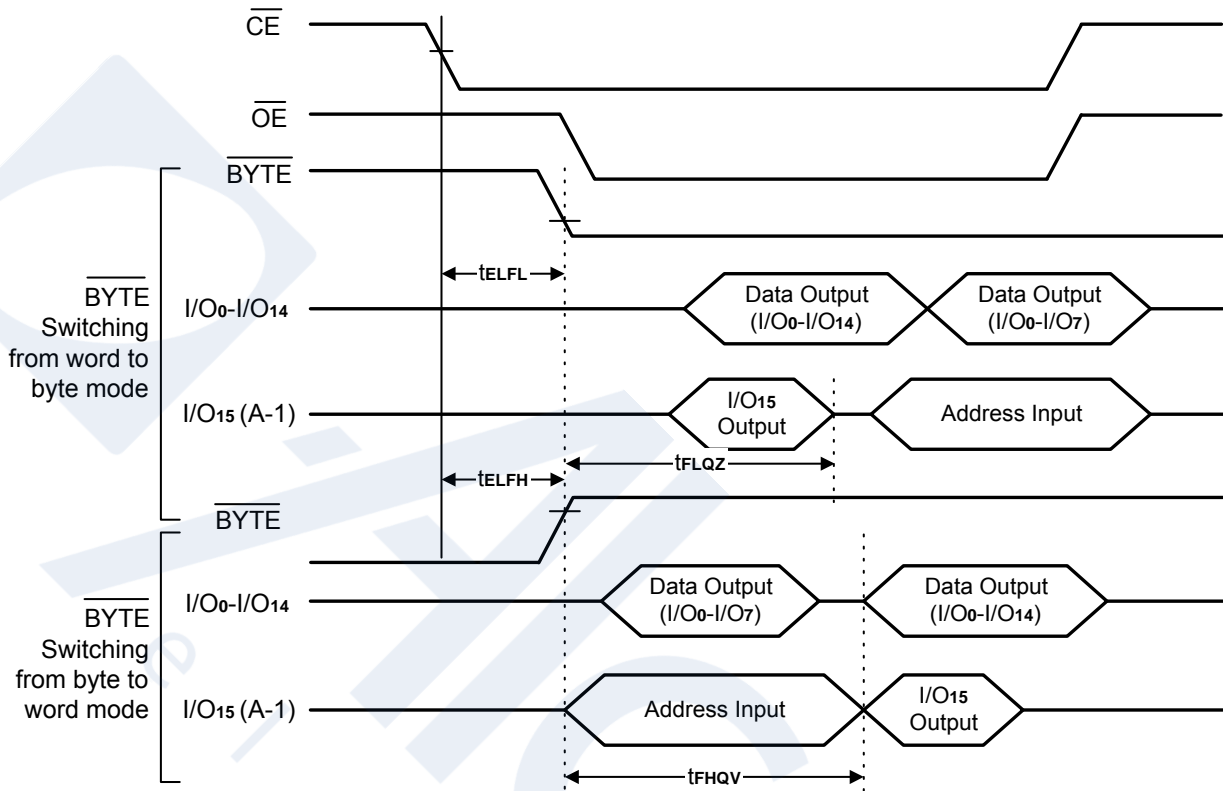 CE
OE
BYTE
tELFL
BYTE
Switching
from word to
byte mode
I/O0-I/O14
Data Output
(I/O0-I/O14)
Data Output
(I/O0-I/O7)
I/O15 (A-1)
I/O15
Output
Address Input
tELFH
tFLQZ
BYTE
BYTE
Switching
from byte to
word mode
I/O0-I/O14
Data Output
(I/O0-I/O7)
Data Output
(I/O0-I/O14)
I/O15 (A-1)
Address Input
I/O15
Output
tFHQV